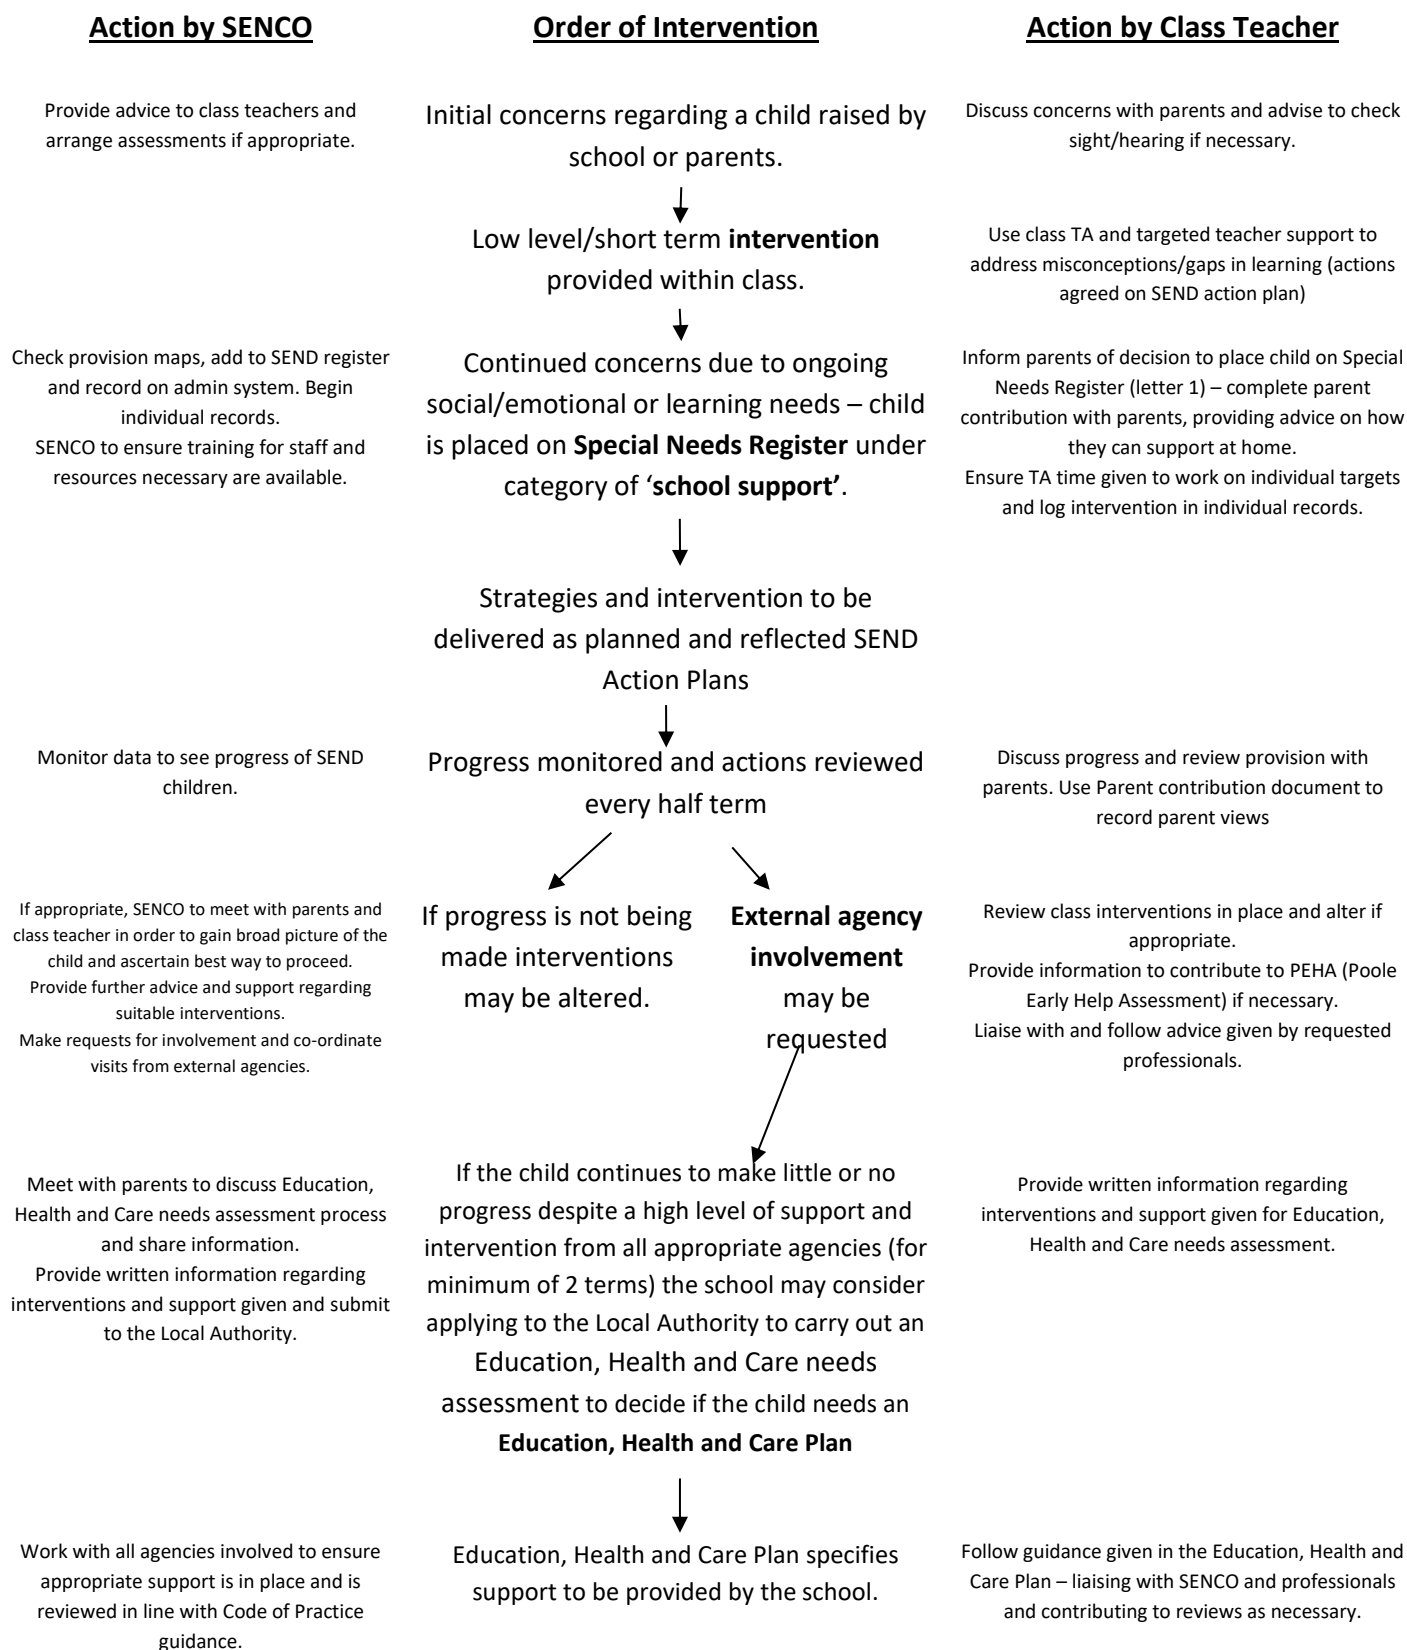 Action by SENCO
Order of Intervention
Action by Class Teacher
Provide advice to class teachers and
arrange assessments if appropriate.
Initial concerns regarding a child raised by
school or parents.
Discuss concerns with parents and advise to check
sight/hearing if necessary.
Low level/short term intervention
provided within class.
Use class TA and targeted teacher support to
address misconceptions/gaps in learning (actions
agreed on SEND action plan)
Check provision maps, add to SEND register
and record on admin system. Begin
individual records.
SENCO to ensure training for staff and
resources necessary are available.
Continued concerns due to ongoing
social/emotional or learning needs – child
is placed on Special Needs Register under
category of ‘school support’.
Inform parents of decision to place child on Special
Needs Register (letter 1) – complete parent
contribution with parents, providing advice on how
they can support at home.
Ensure TA time given to work on individual targets
and log intervention in individual records.
Strategies and intervention to be
delivered as planned and reflected SEND
Action Plans
Monitor data to see progress of SEND
children.
Progress monitored and actions reviewed
every half term
Discuss progress and review provision with
parents. Use Parent contribution document to
record parent views
If appropriate, SENCO to meet with parents and
class teacher in order to gain broad picture of the
child and ascertain best way to proceed.
Provide further advice and support regarding
suitable interventions.
Make requests for involvement and co-ordinate
visits from external agencies.
If progress is not being
made interventions
may be altered.
External agency
involvement
may be
requested
Review class interventions in place and alter if
appropriate.
Provide information to contribute to PEHA (Poole
Early Help Assessment) if necessary.
Liaise with and follow advice given by requested
professionals.
Meet with parents to discuss Education,
Health and Care needs assessment process
and share information.
Provide written information regarding
interventions and support given and submit
to the Local Authority.
If the child continues to make little or no
progress despite a high level of support and
intervention from all appropriate agencies (for
minimum of 2 terms) the school may consider
applying to the Local Authority to carry out an
Education, Health and Care needs
assessment to decide if the child needs an
Education, Health and Care Plan
Provide written information regarding
interventions and support given for Education,
Health and Care needs assessment.
Work with all agencies involved to ensure
appropriate support is in place and is
reviewed in line with Code of Practice
guidance.
Education, Health and Care Plan specifies
support to be provided by the school.
Follow guidance given in the Education, Health and
Care Plan – liaising with SENCO and professionals
and contributing to reviews as necessary.